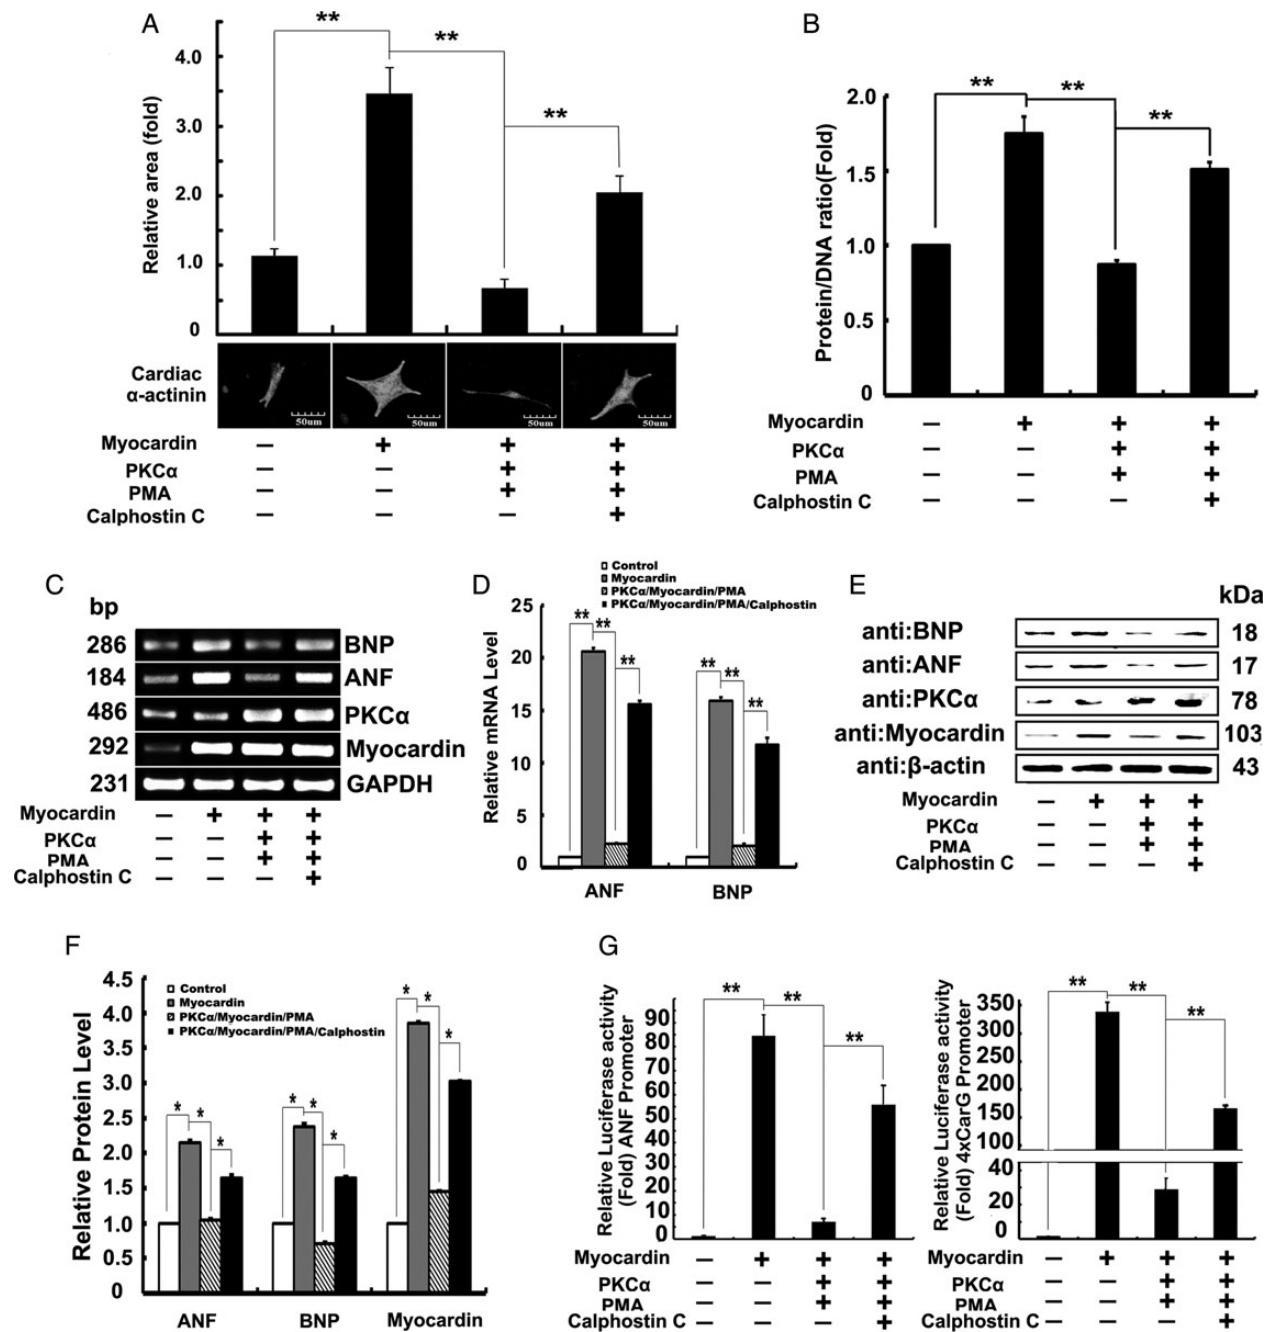 A
**
**
**
4.0
3.0
2.0
1.0
0
Relative area (fold)
Cardiac
α-actinin
50um
50um
50um
50um
Myocardin − + + +
PKCα − − + +
PMA − − + +
Calphostin C − − − +
B
**
**
**
2.0
1.5
1.0
0.5
0
Protein/DNA ratio(Fold)
Myocardin − + + +
PKCα − − + +
PMA − − + +
Calphostin C − − − +
C
bp
286 BNP
184 ANF
486 PKCα
292 Myocardin
231 GAPDH
Myocardin − + + +
PKCα − − + +
PMA − − + +
Calphostin C − − − +
D
Control
Myocardin
PKCα/Myocardin/PMA
PKCα/Myocardin/PMA/Calphostin
25
20
15
10
5
0
Relative mRNA Level
**
**
**
**
**
**
ANF BNP
E
kDa
anti:BNP 18
anti:ANF 17
anti:PKCα 78
anti:Myocardin 103
anti:β-actin 43
Myocardin − + + +
PKCα − − + +
PMA − − + +
Calphostin C − − − +
F
Control
Myocardin
PKCα/Myocardin/PMA
PKCα/Myocardin/PMA/Calphostin
4.5
4.0
3.5
3.0
2.5
2.0
1.5
1.0
0.5
0
Relative Protein Level
*
*
*
*
*
*
*
*
*
ANF BNP Myocardin
G
**
**
**
90
80
70
60
50
40
30
20
10
0
Relative Luciferase activity
(Fold) ANF Promoter
Myocardin − + + +
PKCα − − + +
PMA − − + +
Calphostin C − − − +
**
**
**
350
300
250
200
150
100
40
20
0
Relative Luciferase activity
(Fold) 4xCarG Promoter
Myocardin − + + +
PKCα − − + +
PMA − − + +
Calphostin C − − − +